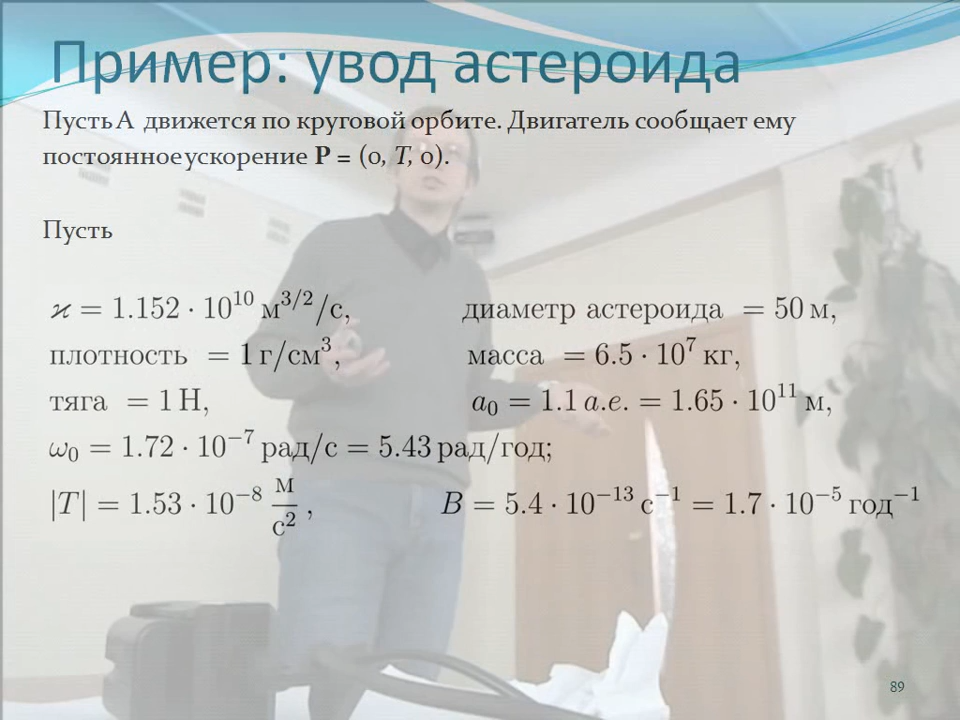 Пример: увод астероида
Пусть А движется по круговой орбите. Двигатель сообщает ему
постоянное ускорение P = (0, T, 0).
Пусть
ϰ = 1.152 · 10¹⁰ м³/²/с, диаметр астероида = 50 м,
плотность = 1 г/см³, масса = 6.5 · 10⁷ кг,
тяга = 1 Н, a₀ = 1.1 а.е. = 1.65 · 10¹¹ м,
ω₀ = 1.72 · 10⁻⁷ рад/с = 5.43 рад/год;
|T| = 1.53 · 10⁻⁸ м/с², B = 5.4 · 10⁻¹³ с⁻¹ = 1.7 · 10⁻⁵ год⁻¹
89